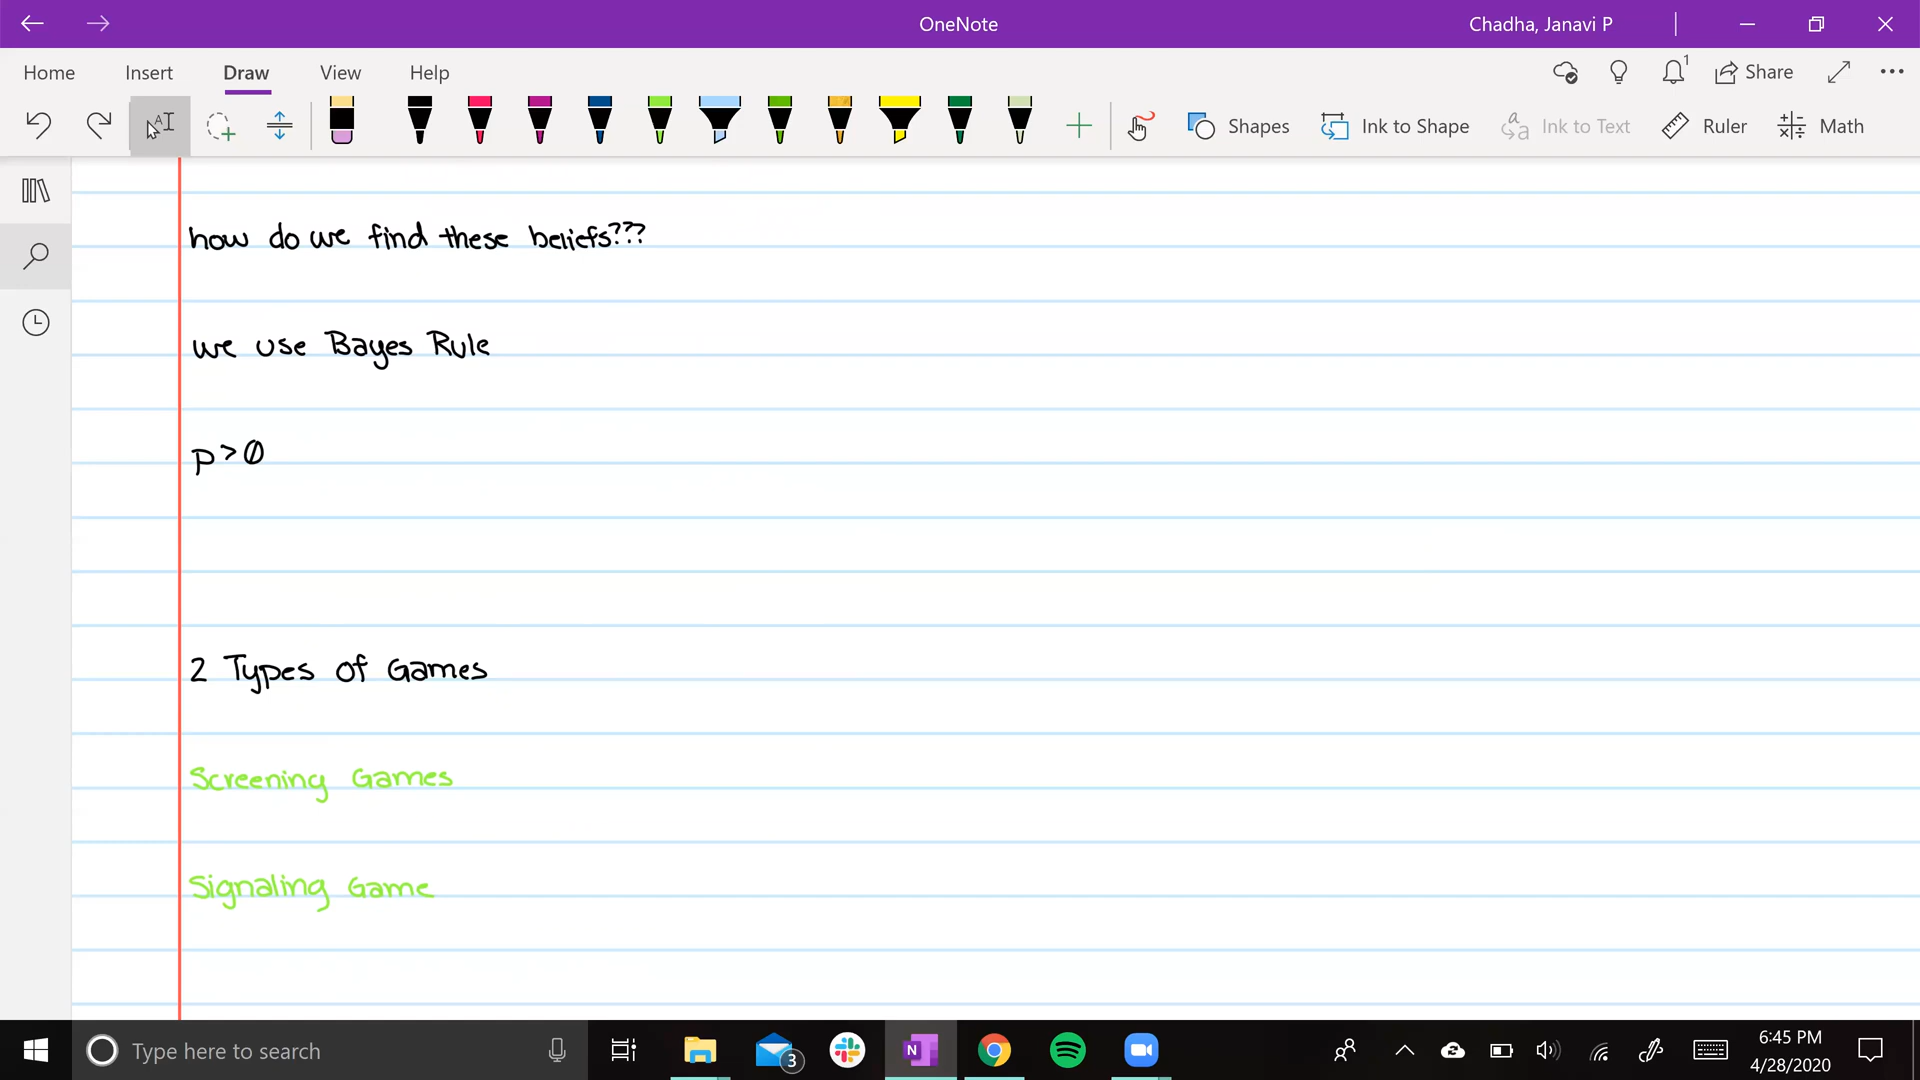 OneNote
Chadha, Janavi P
Home Insert Draw View Help
1
Share
Shapes
Ink to Shape
Ink to Text
Ruler
Math
how do we find these beliefs???
we use Bayes Rule
p>0
2 Types of Games
Screening Games
Signaling Game
Type here to search
3
N
6:45 PM
4/28/2020